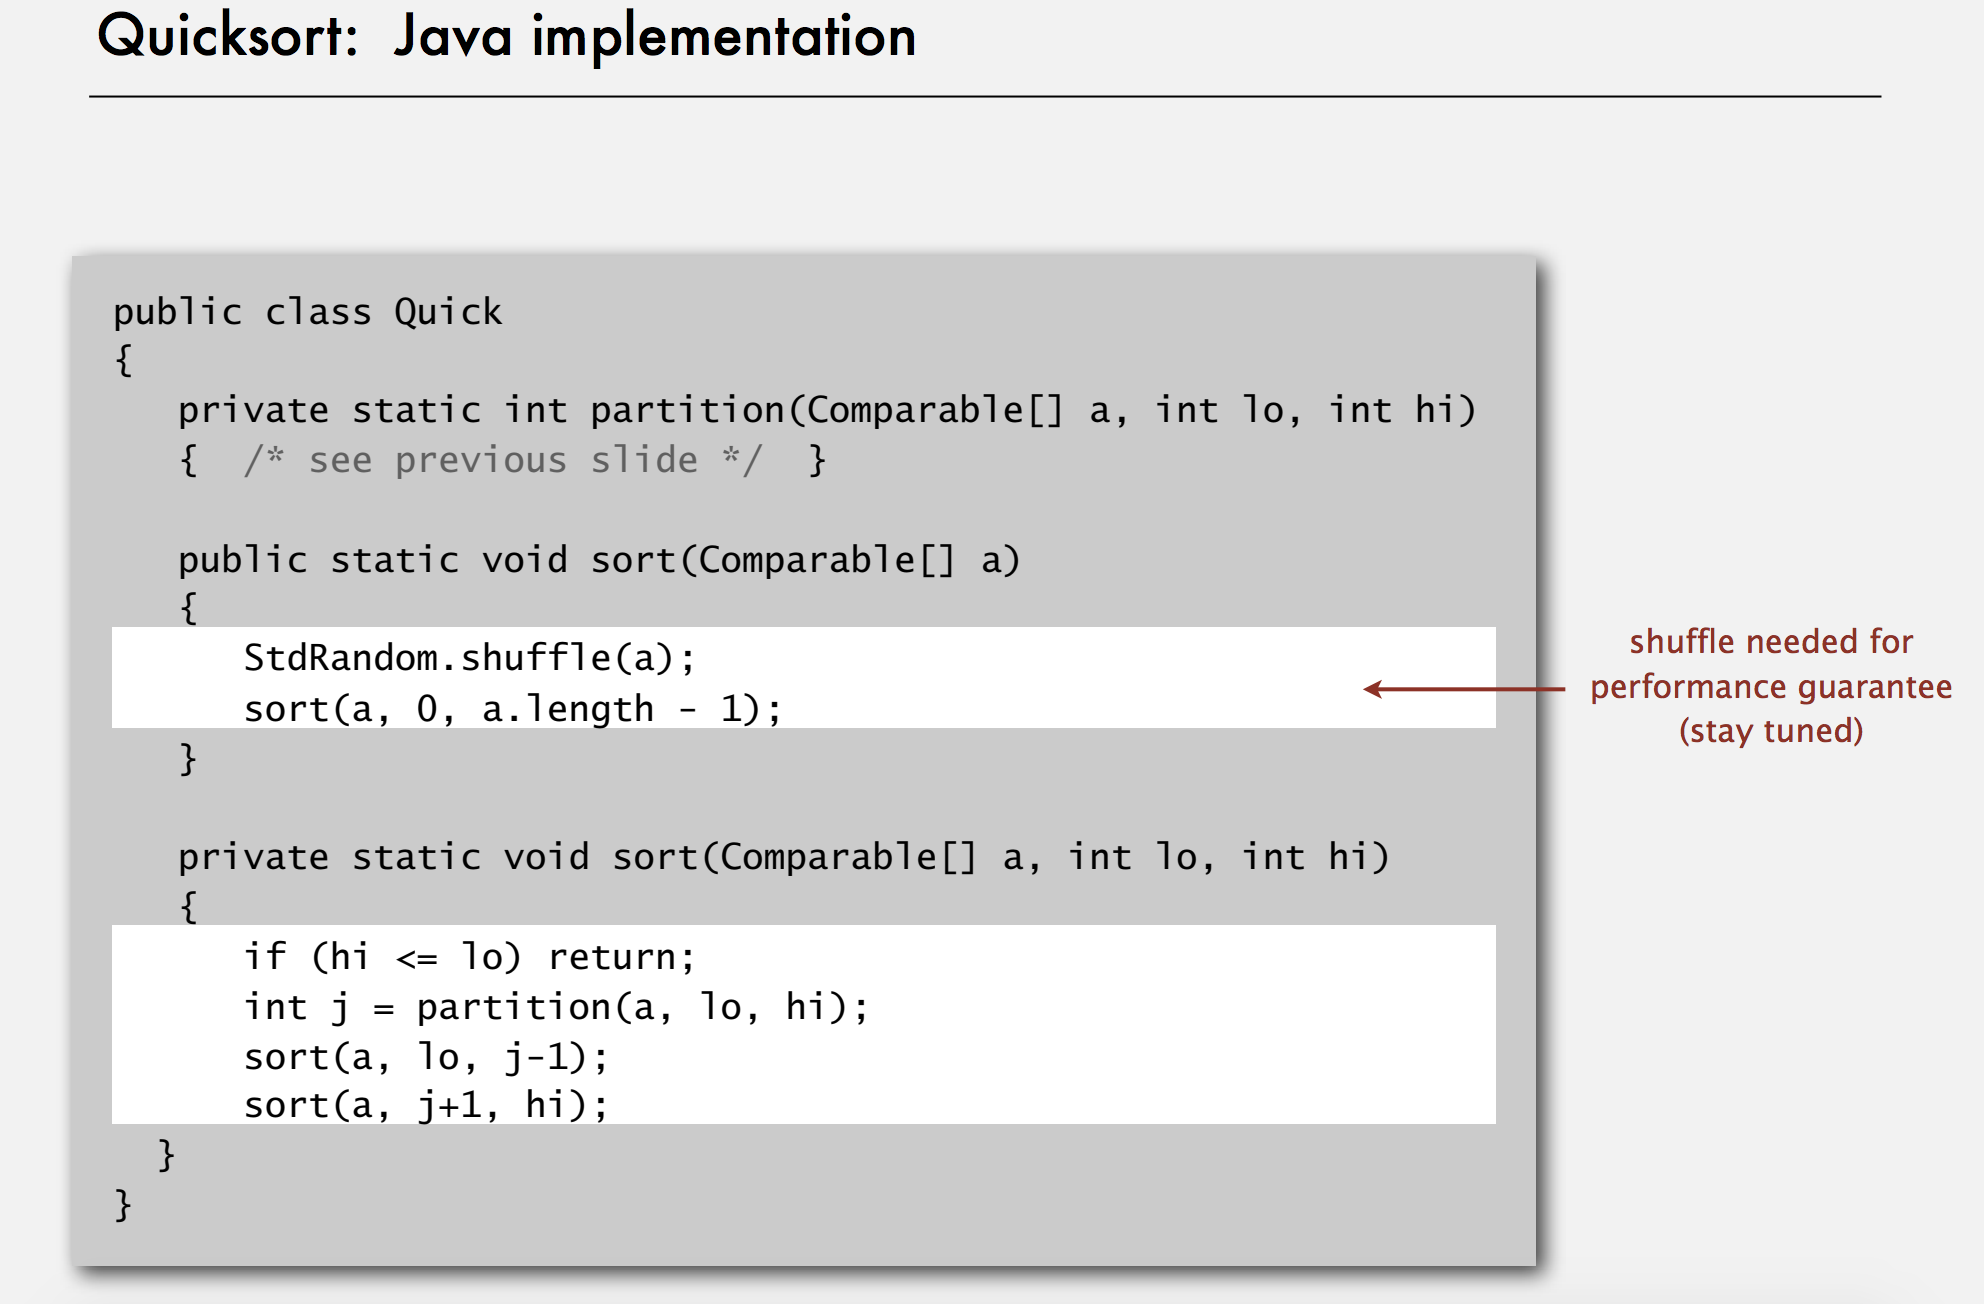 Quicksort: Java implementation
public class Quick
{
private static int partition(Comparable[] a, int lo, int hi)
{ /* see previous slide */ }
public static void sort(Comparable[] a)
{
StdRandom.shuffle(a);
sort(a, 0, a.length - 1);
}
private static void sort(Comparable[] a, int lo, int hi)
{
if (hi <= lo) return;
int j = partition(a, lo, hi);
sort(a, lo, j-1);
sort(a, j+1, hi);
}
}
shuffle needed for
performance guarantee
(stay tuned)